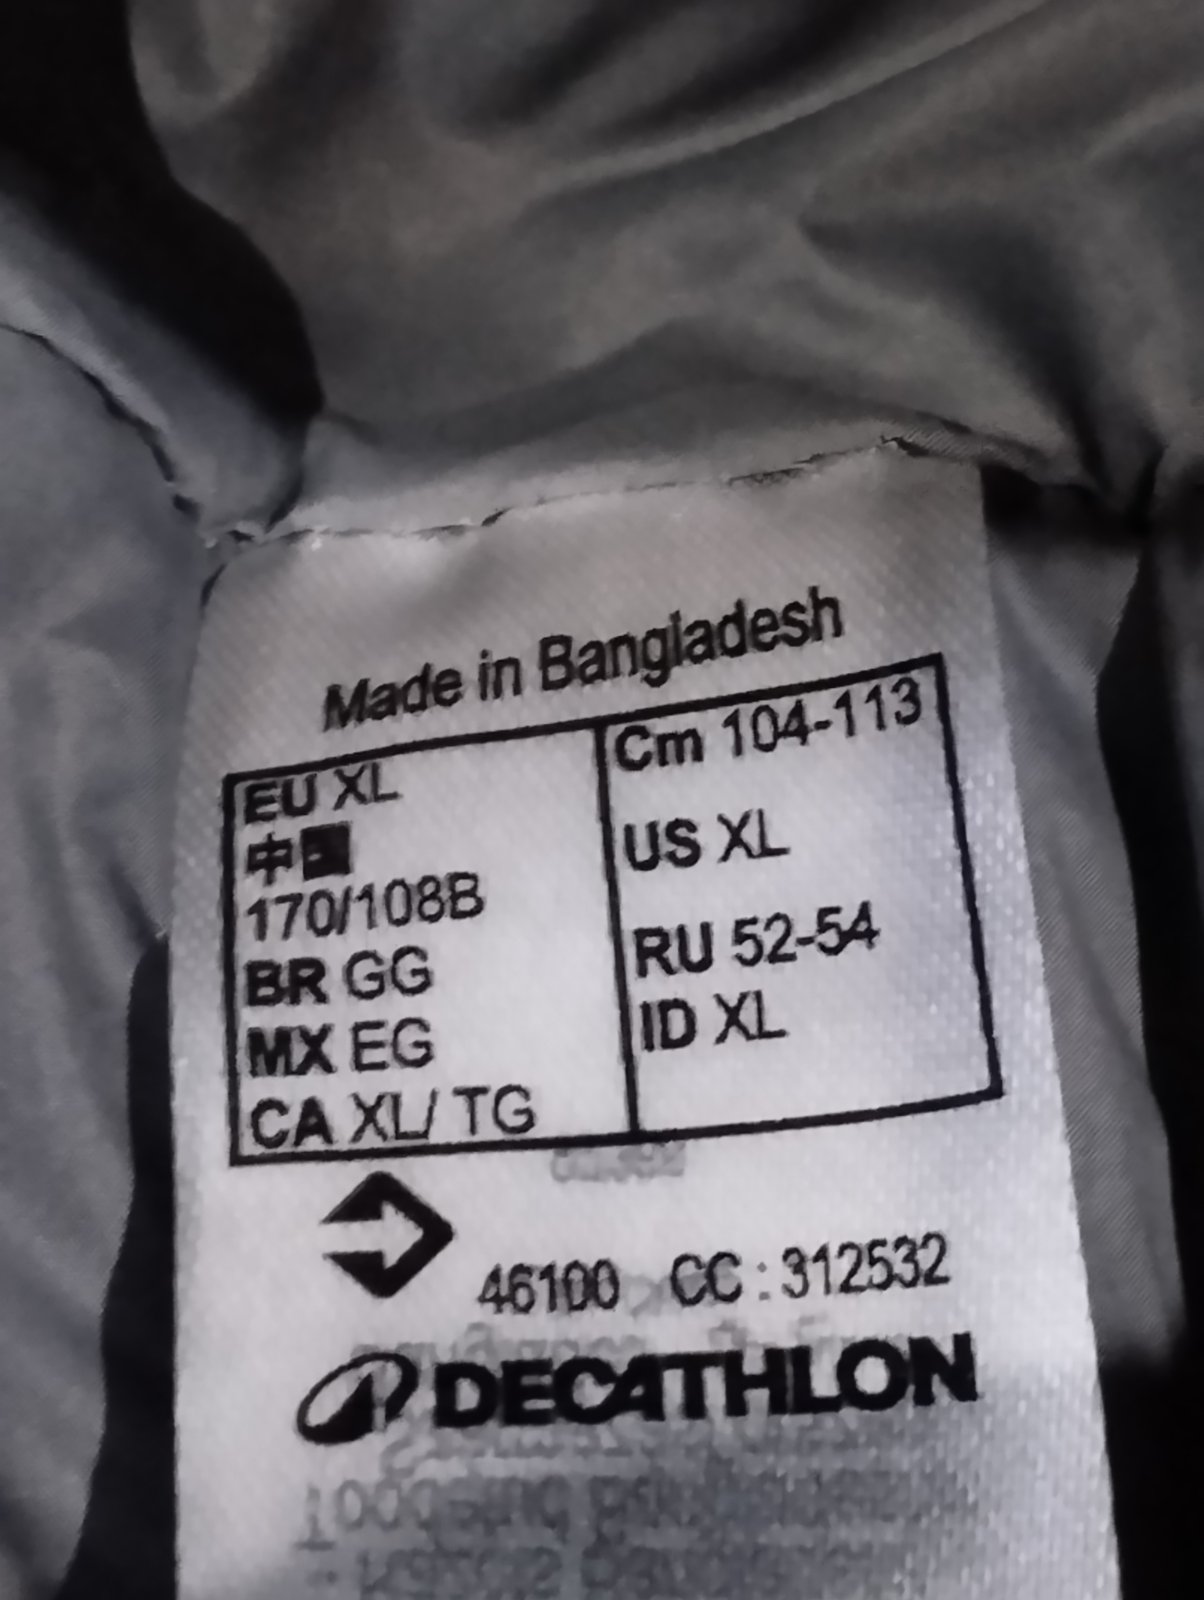 Made in Bangladesh
EU XL
中国
170/108B
BR GG
MX EG
CA XL/ TG
Cm 104-113
US XL
RU 52-54
ID XL
46100 CC : 312532
DECATHLON